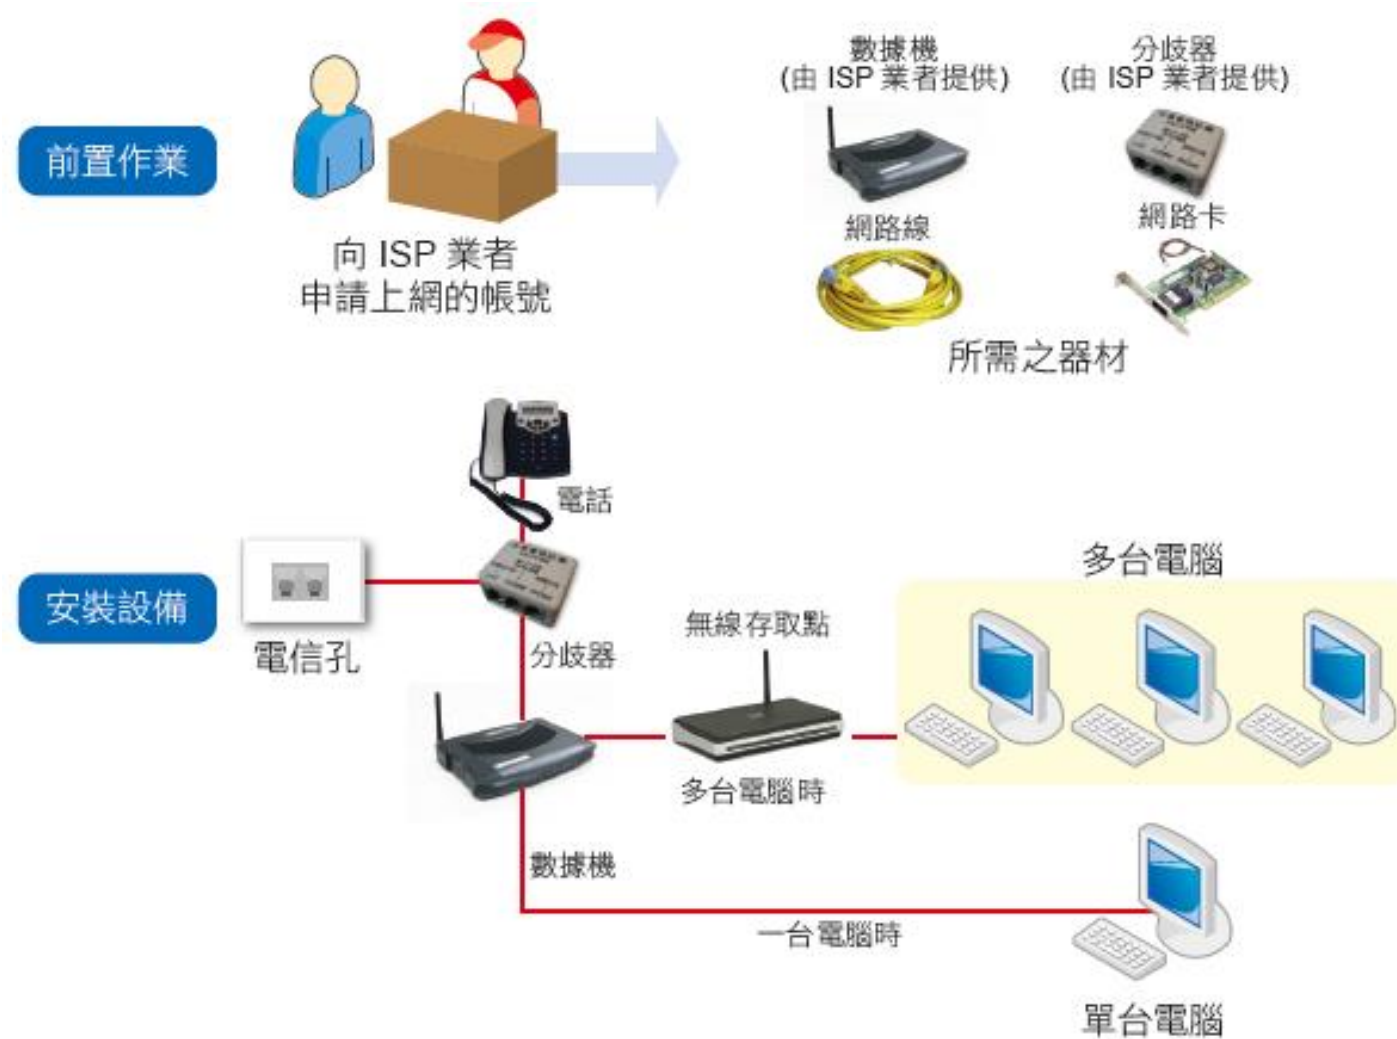 前置作業
向 ISP 業者
申請上網的帳號
數據機
(由 ISP 業者提供)
分歧器
(由 ISP 業者提供)
網路線
網路卡
所需之器材
安裝設備
電話
電信孔
分歧器
無線存取點
多台電腦時
多台電腦
數據機
一台電腦時
單台電腦